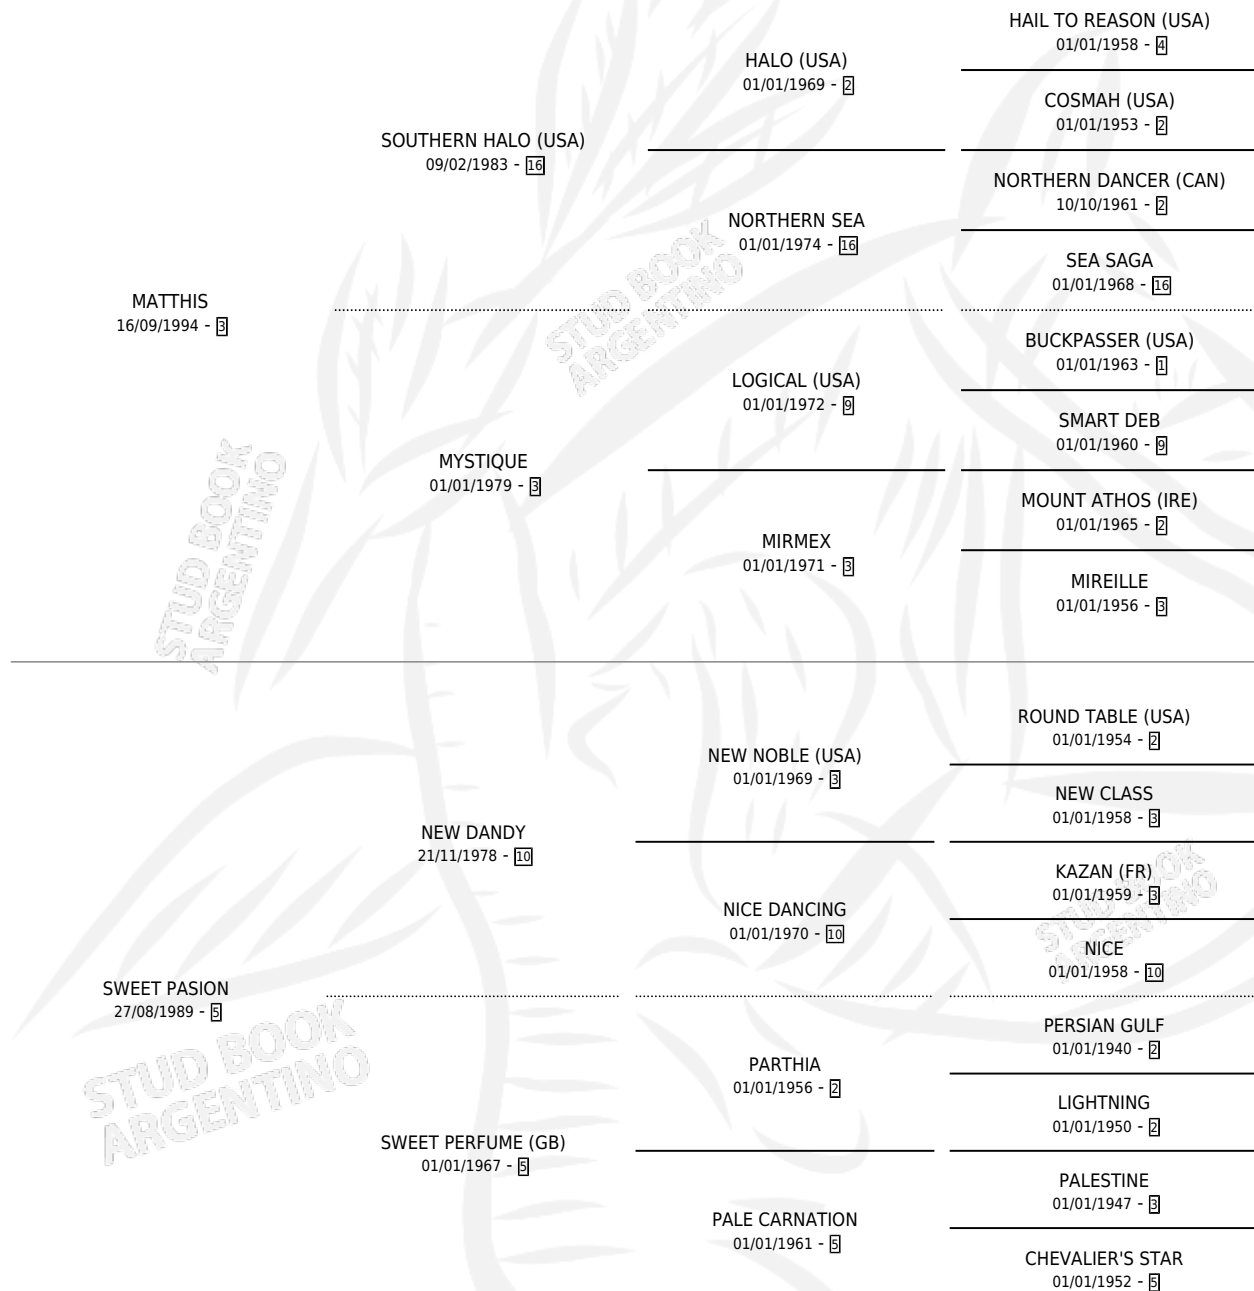 HAIL TO REASON (USA)
01/01/1958 - 4
HALO (USA)
01/01/1969 - 2
COSMAH (USA)
01/01/1953 - 2
SOUTHERN HALO (USA)
09/02/1983 - 16
NORTHERN DANCER (CAN)
10/10/1961 - 2
NORTHERN SEA
01/01/1974 - 16
SEA SAGA
01/01/1968 - 16
MATTHIS
16/09/1994 - 3
STUD BOOK
ARGENTINO
BUCKPASSER (USA)
01/01/1963 - 1
LOGICAL (USA)
01/01/1972 - 9
SMART DEB
01/01/1960 - 9
MYSTIQUE
01/01/1979 - 3
MOUNT ATHOS (IRE)
01/01/1965 - 2
MIRMEX
01/01/1971 - 3
MIREILLE
01/01/1956 - 3
STUD BOOK
ARGENTINO
ROUND TABLE (USA)
01/01/1954 - 2
NEW NOBLE (USA)
01/01/1969 - 3
NEW CLASS
01/01/1958 - 3
NEW DANDY
21/11/1978 - 10
KAZAN (FR)
01/01/1959 - 3
NICE DANCING
01/01/1970 - 10
NICE
01/01/1958 - 10
STUD BOOK
ARGENTINO
SWEET PASION
27/08/1989 - 5
STUD BOOK
ARGENTINO
PERSIAN GULF
01/01/1940 - 2
PARTHIA
01/01/1956 - 2
LIGHTNING
01/01/1950 - 2
SWEET PERFUME (GB)
01/01/1967 - 5
PALESTINE
01/01/1947 - 3
PALE CARNATION
01/01/1961 - 5
CHEVALIER'S STAR
01/01/1952 - 5